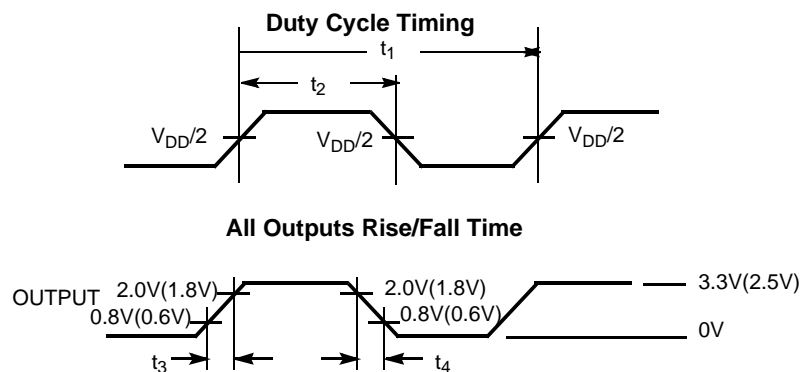 Duty Cycle Timing
t1
t2
VDD/2 VDD/2 VDD/2
All Outputs Rise/Fall Time
OUTPUT 2.0V(1.8V) 2.0V(1.8V) 3.3V(2.5V)
0.8V(0.6V) 0.8V(0.6V) 0V
t3 t4